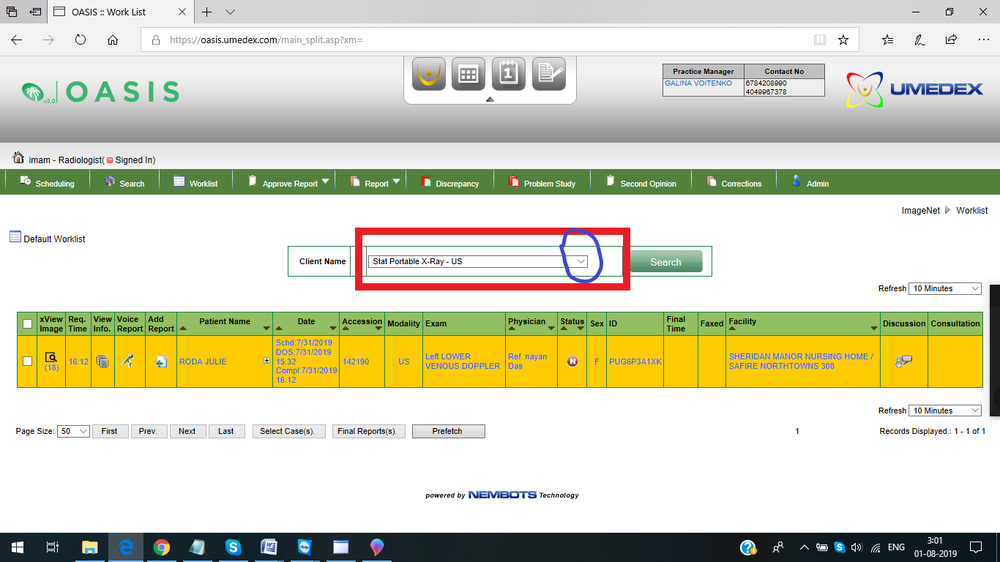 OASIS :: Work List
https://oasis.umedex.com/main_split.asp?xm=
v3.0 OASIS
1
Practice Manager Contact No
GALINA VOITENKO 6784208990
4049967378
UMEDEX
imam - Radiologist( Signed In)
Scheduling Search Worklist Approve Report Report Discrepancy Problem Study Second Opinion Corrections Admin
ImageNet Worklist
Default Worklist
Client Name Stat Portable X-Ray - US Search
Refresh 10 Minutes
xView Image Req. Time View Info. Voice Report Add Report Patient Name Date Accession Modality Exam Physician Status Sex ID Final Time Faxed Facility Discussion Consultation
(18) 16:12 RODA JULIE Schd:7/31/2019 DOS:7/31/2019 15:32 Compl:7/31/2019 16:12 142190 US Left LOWER VENOUS DOPPLER Ref.:nayan Das N F PUG6P3A1XK SHERIDAN MANOR NURSING HOME / SAFIRE NORTHTOWNS 308
Refresh 10 Minutes
Page Size: 50 First Prev. Next Last Select Case(s). Final Reports(s). Prefetch 1 Records Displayed.: 1 - 1 of 1
powered by NEMBOTS Technology
ENG
3:01
01-08-2019